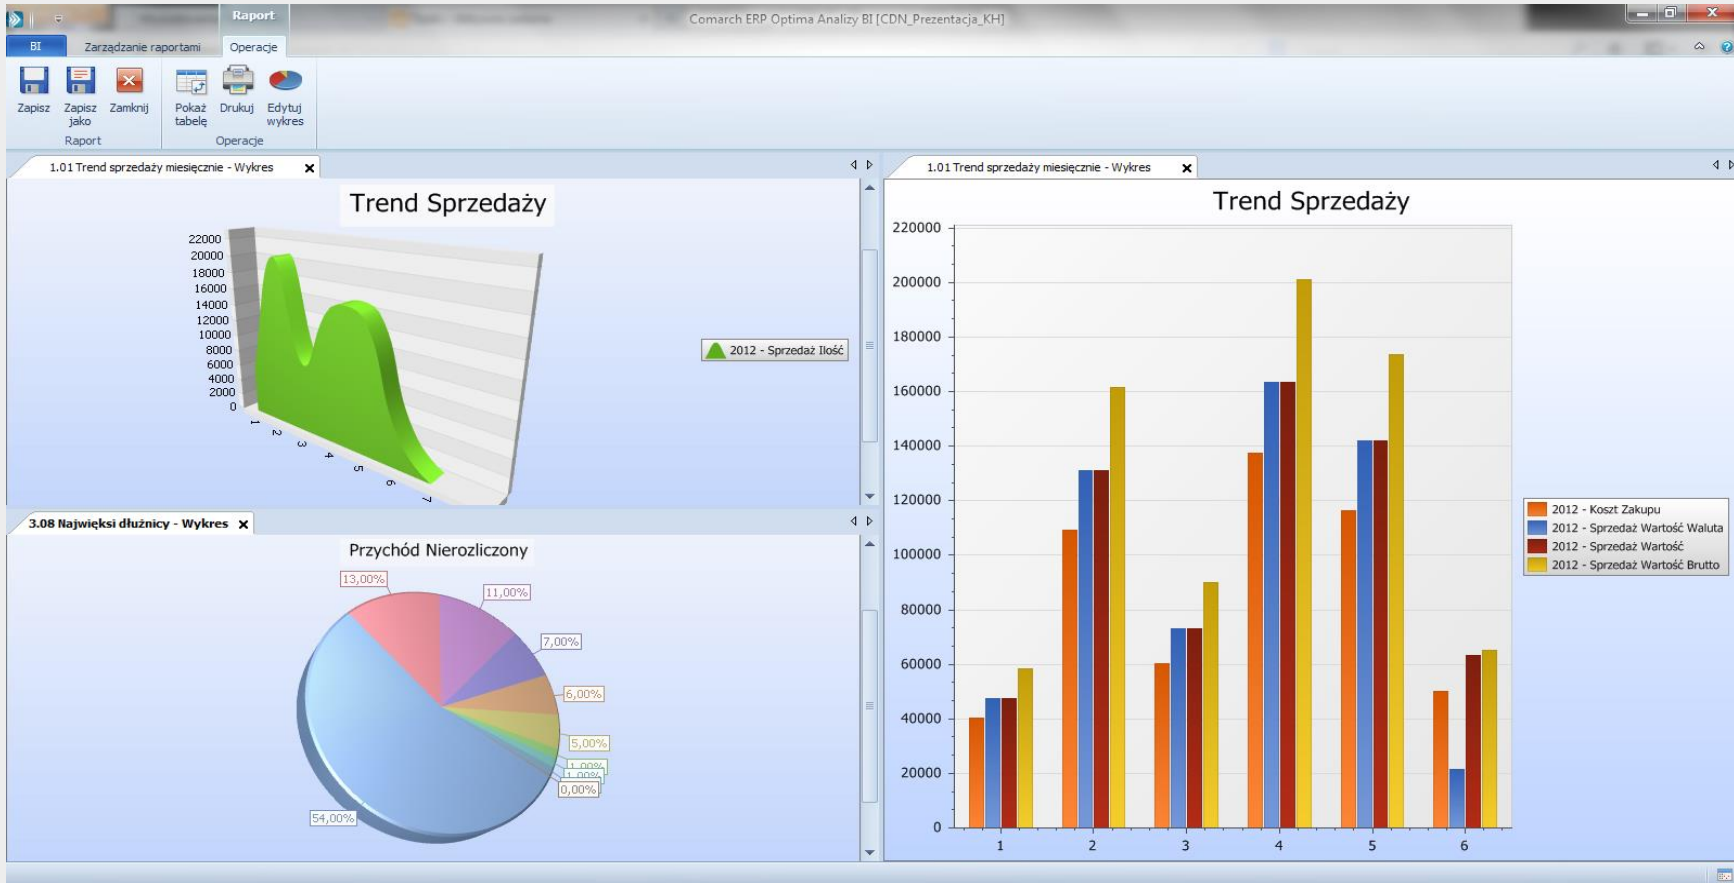 Raport
Comarch ERP Optima Analizy BI [CDN_Prezentacja_KH]
BI
Zarządzanie raportami
Operacje
Zapisz
Zapisz jako
Zamknij
Pokaż tabelę
Drukuj
Edytuj wykres
Raport
Operacje
1.01 Trend sprzedaży miesięcznie - Wykres
Trend Sprzedaży
22000
20000
18000
16000
14000
12000
10000
8000
6000
4000
2000
0
1
2
3
4
5
6
7
2012 - Sprzedaż Ilość
3.08 Najwięksi dłużnicy - Wykres
Przychód Nierozliczony
13,00%
11,00%
7,00%
6,00%
5,00%
1,00%
1,00%
0,00%
54,00%
1.01 Trend sprzedaży miesięcznie - Wykres
Trend Sprzedaży
220000
200000
180000
160000
140000
120000
100000
80000
60000
40000
20000
0
1
2
3
4
5
6
2012 - Koszt Zakupu
2012 - Sprzedaż Wartość Waluta
2012 - Sprzedaż Wartość
2012 - Sprzedaż Wartość Brutto